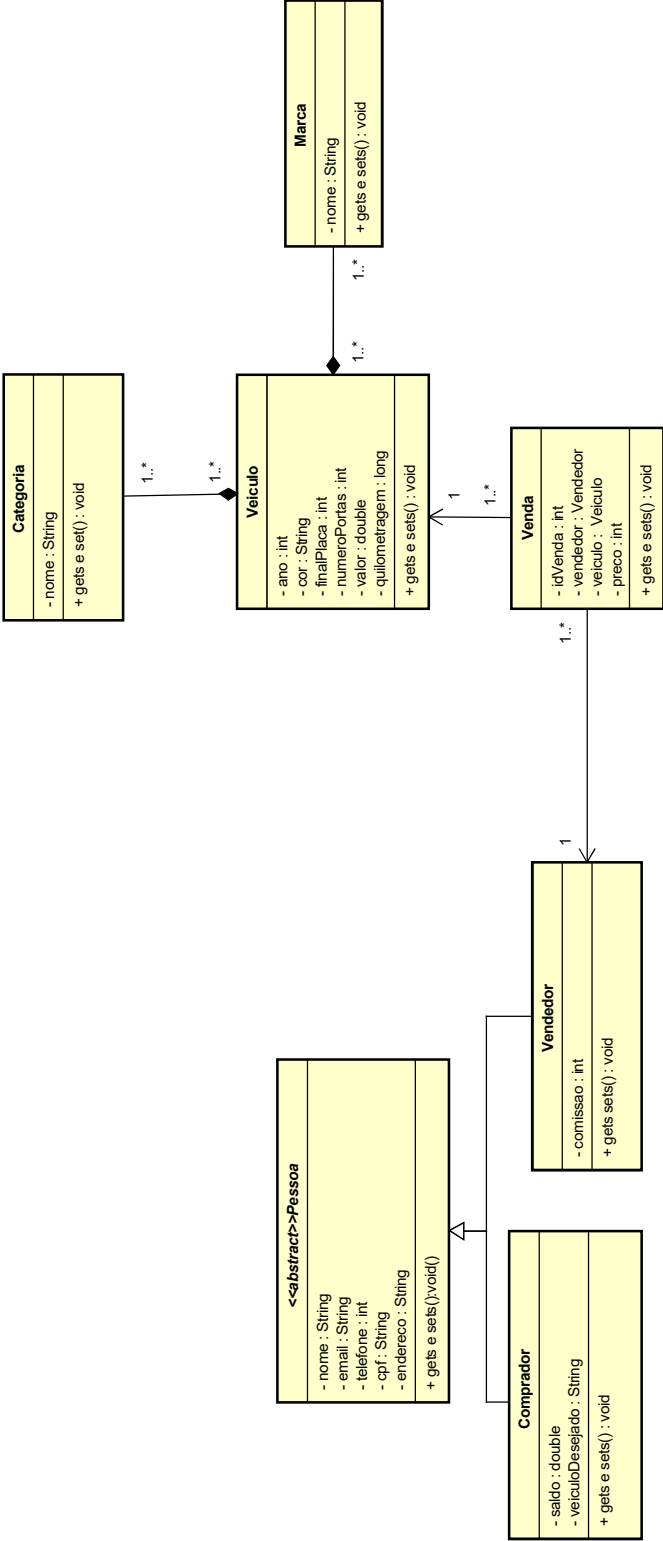 Categoria
- nome : String
+ gets e set() : void
1..*
1..*
Marca
- nome : String
+ gets e sets() : void
1..*
1..*
Veiculo
- ano : int
- cor : String
- finalPlaca : int
- numeroPortas : int
- valor : double
- quilometragem : long
+ gets e sets() : void
1
1..*
Venda
- idVenda : int
- vendedor : Vendedor
- veiculo : Veiculo
- preco : int
+ gets e sets() : void
1..*
1
<<abstract>>Pessoa
- nome : String
- email : String
- telefone : int
- cpf : String
- endereco : String
+ gets e sets():void()
Vendedor
- comissao : int
+ gets sets() : void
Comprador
- saldo : double
- veiculoDesejado : String
+ gets e sets() : void